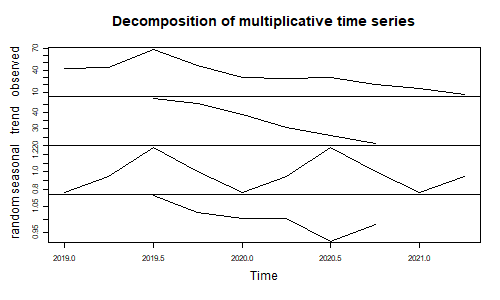 Decomposition of multiplicative time series
observed
70
40
10
trend
40
30
20
seasonal
1.2
1.0
0.8
random
1.05
0.95
2019.0 2019.5 2020.0 2020.5 2021.0
Time